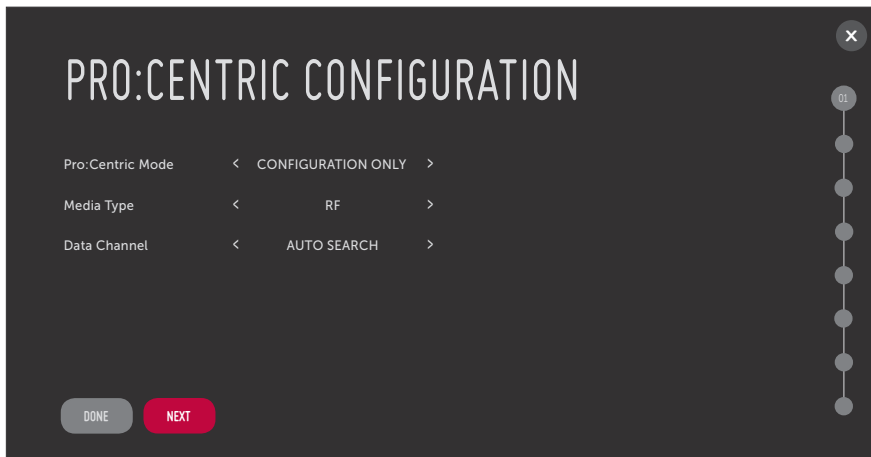 X
PRO:CENTRIC CONFIGURATION
01
Pro:Centric Mode < CONFIGURATION ONLY >
Media Type < RF >
Data Channel < AUTO SEARCH >
DONE NEXT